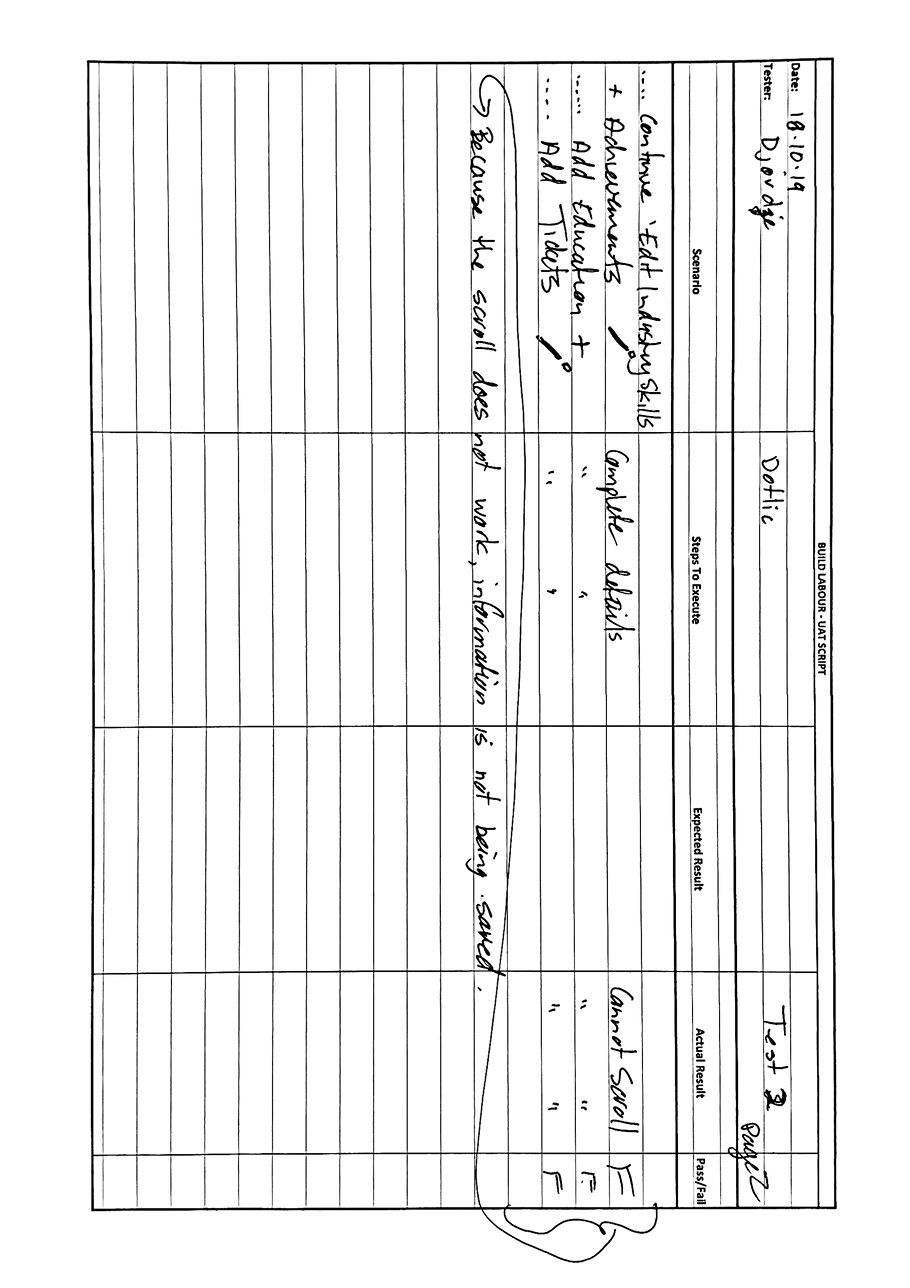 BUILD LABOUR - UAT SCRIPT
Date: 18.10.19
Tester: Djordje Dotlic Test
Page 2
Scenario Steps To Execute Expected Result Actual Result Pass/Fail
.... Continue 'Edit Industry Skills
+ Achievements Complete details Cannot Scroll F
...... Add Education + " " " " F
.... Add Tickets " " " " F
Because the scroll does not work, information is not being saved.